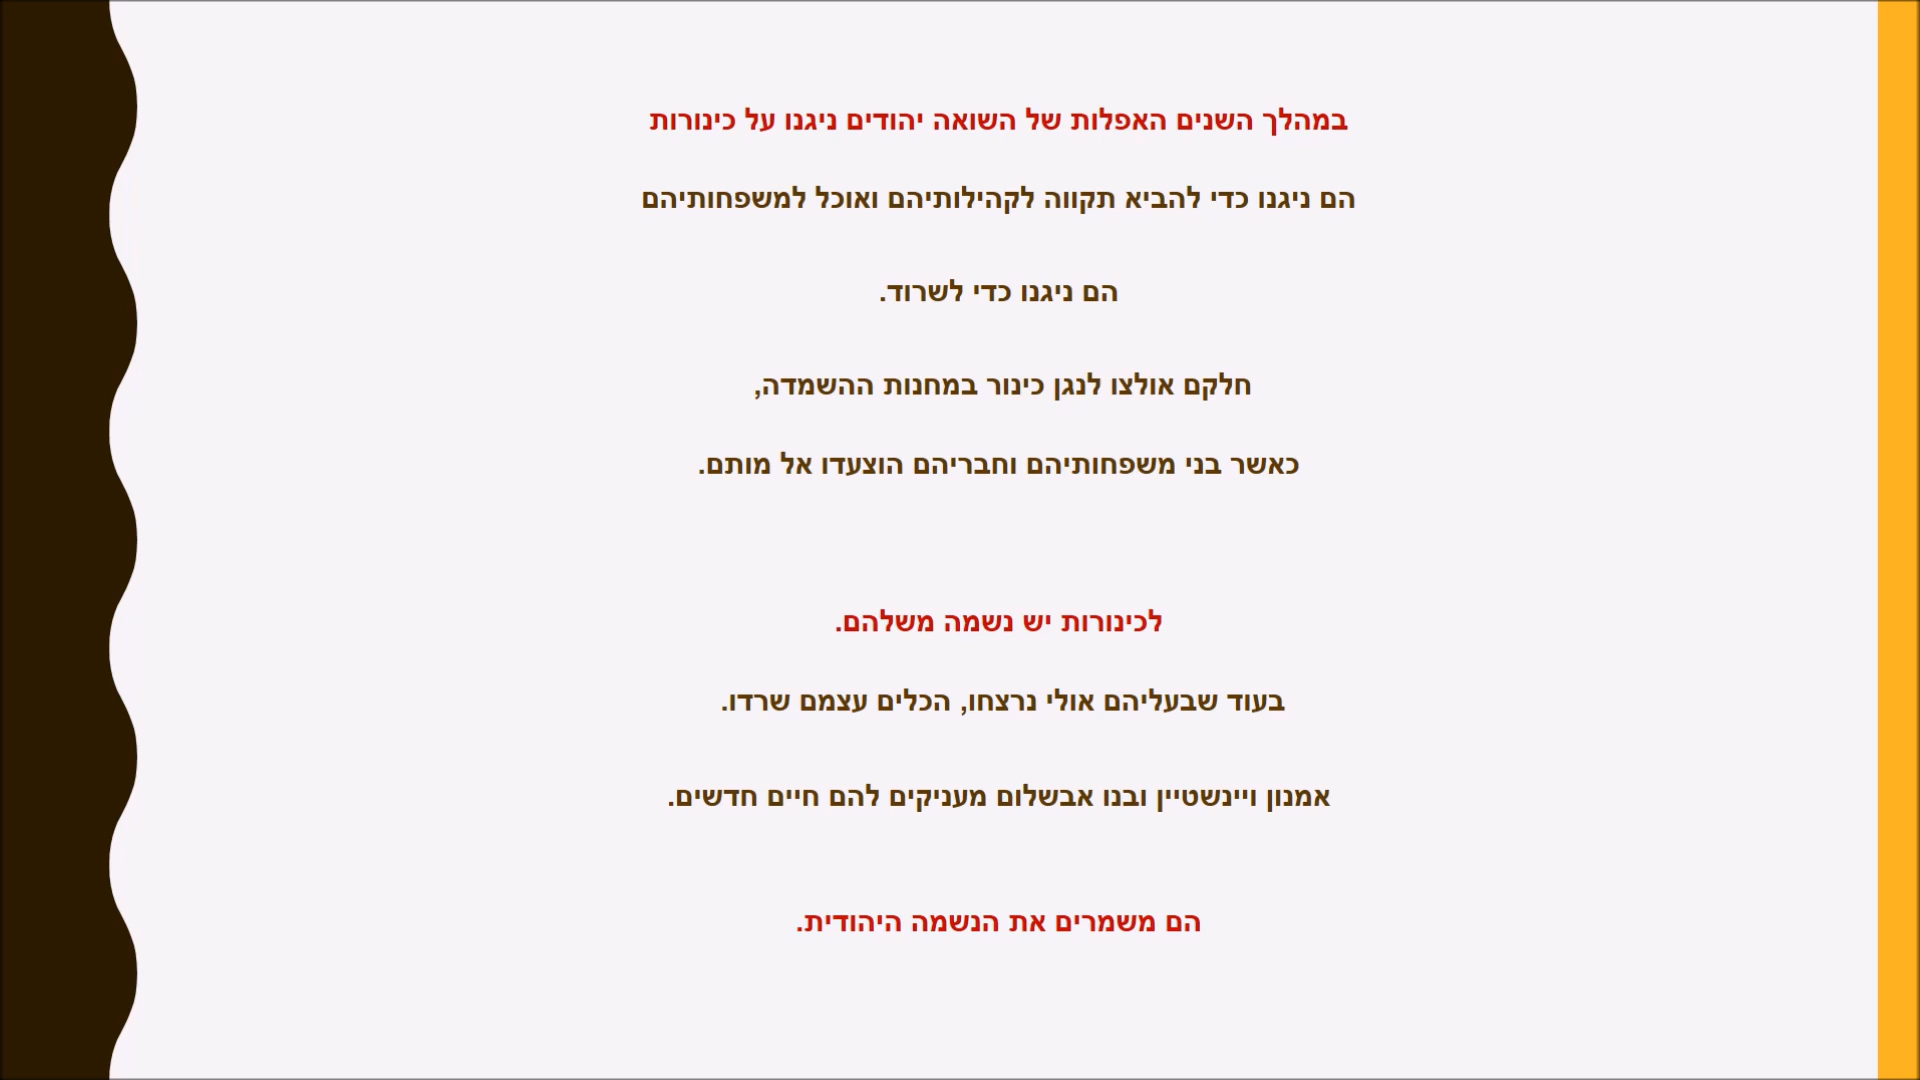 במהלך השנים האפלות של השואה יהודים ניגנו על כינורות
הם ניגנו כדי להביא תקווה לקהילותיהם ואוכל למשפחותיהם
הם ניגנו כדי לשרוד.
חלקם אולצו לנגן כינור במחנות ההשמדה,
כאשר בני משפחותיהם וחבריהם הוצעדו אל מותם.
לכינורות יש נשמה משלהם.
בעוד שבעליהם אולי נרצחו, הכלים עצמם שרדו.
אמנון ויינשטיין ובנו אבשלום מעניקים להם חיים חדשים.
הם משמרים את הנשמה היהודית.